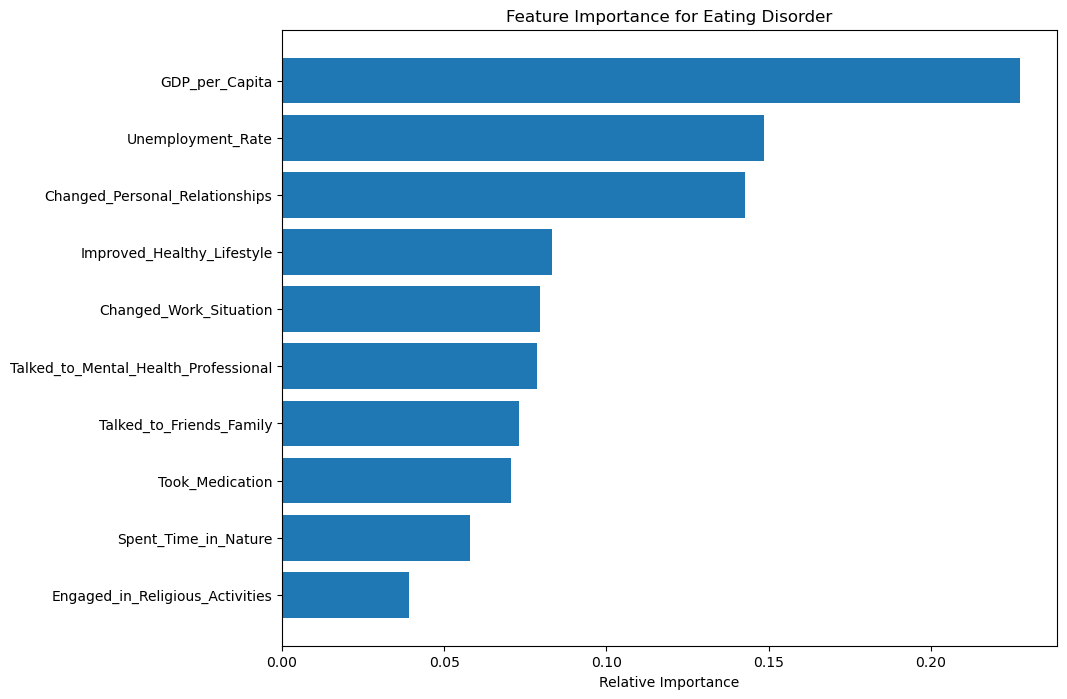 Feature Importance for Eating Disorder
GDP_per_Capita
Unemployment_Rate
Changed_Personal_Relationships
Improved_Healthy_Lifestyle
Changed_Work_Situation
Talked_to_Mental_Health_Professional
Talked_to_Friends_Family
Took_Medication
Spent_Time_in_Nature
Engaged_in_Religious_Activities
0.00 0.05 0.10 0.15 0.20
Relative Importance